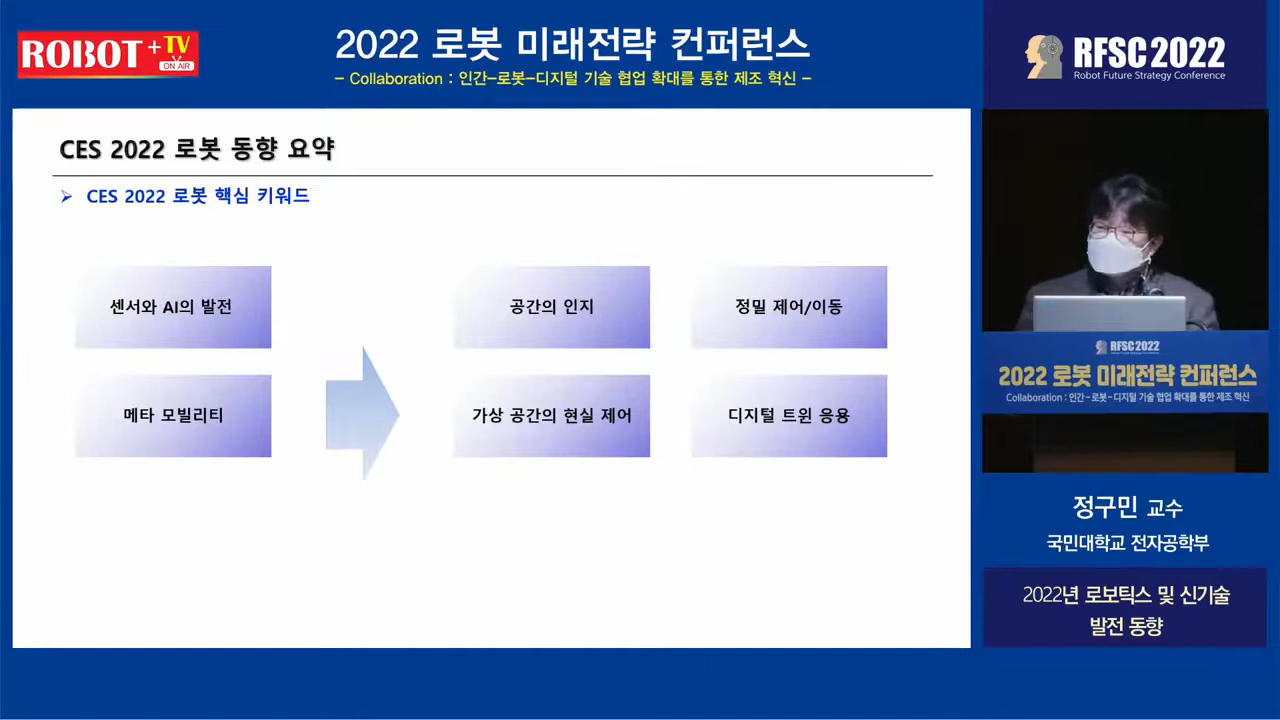 ROBOT+TV
ON AIR
2022 로봇 미래전략 컨퍼런스
- Collaboration : 인간-로봇-디지털 기술 협업 확대를 통한 제조 혁신 -
RFSC 2022
Robot Future Strategy Conference
CES 2022 로봇 동향 요약
➢ CES 2022 로봇 핵심 키워드
센서와 AI의 발전
공간의 인지
정밀 제어/이동
메타 모빌리티
가상 공간의 현실 제어
디지털 트윈 응용
RFSC 2022
2022 로봇 미래전략 컨퍼런스
Collaboration : 인간-로봇-디지털 기술 협업 확대를 통한 제조 혁신
정구민 교수
국민대학교 전자공학부
2022년 로보틱스 및 신기술
발전 동향